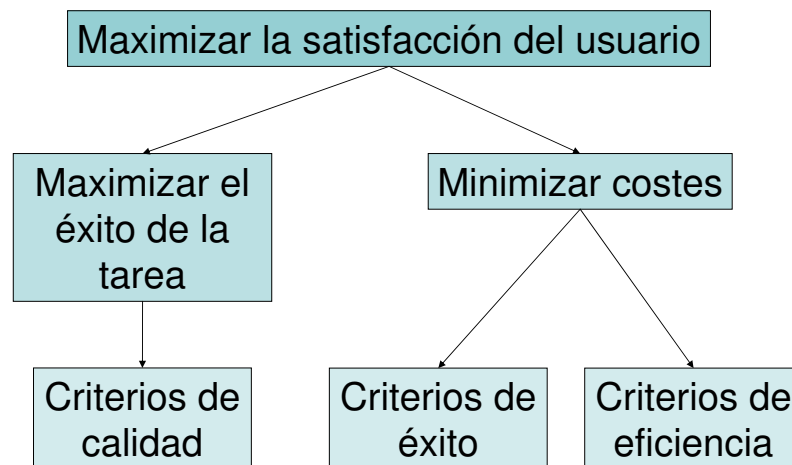 Maximizar la satisfacción del usuario
Maximizar el
éxito de la
tarea
Minimizar costes
Criterios de
calidad
Criterios de
éxito
Criterios de
eficiencia